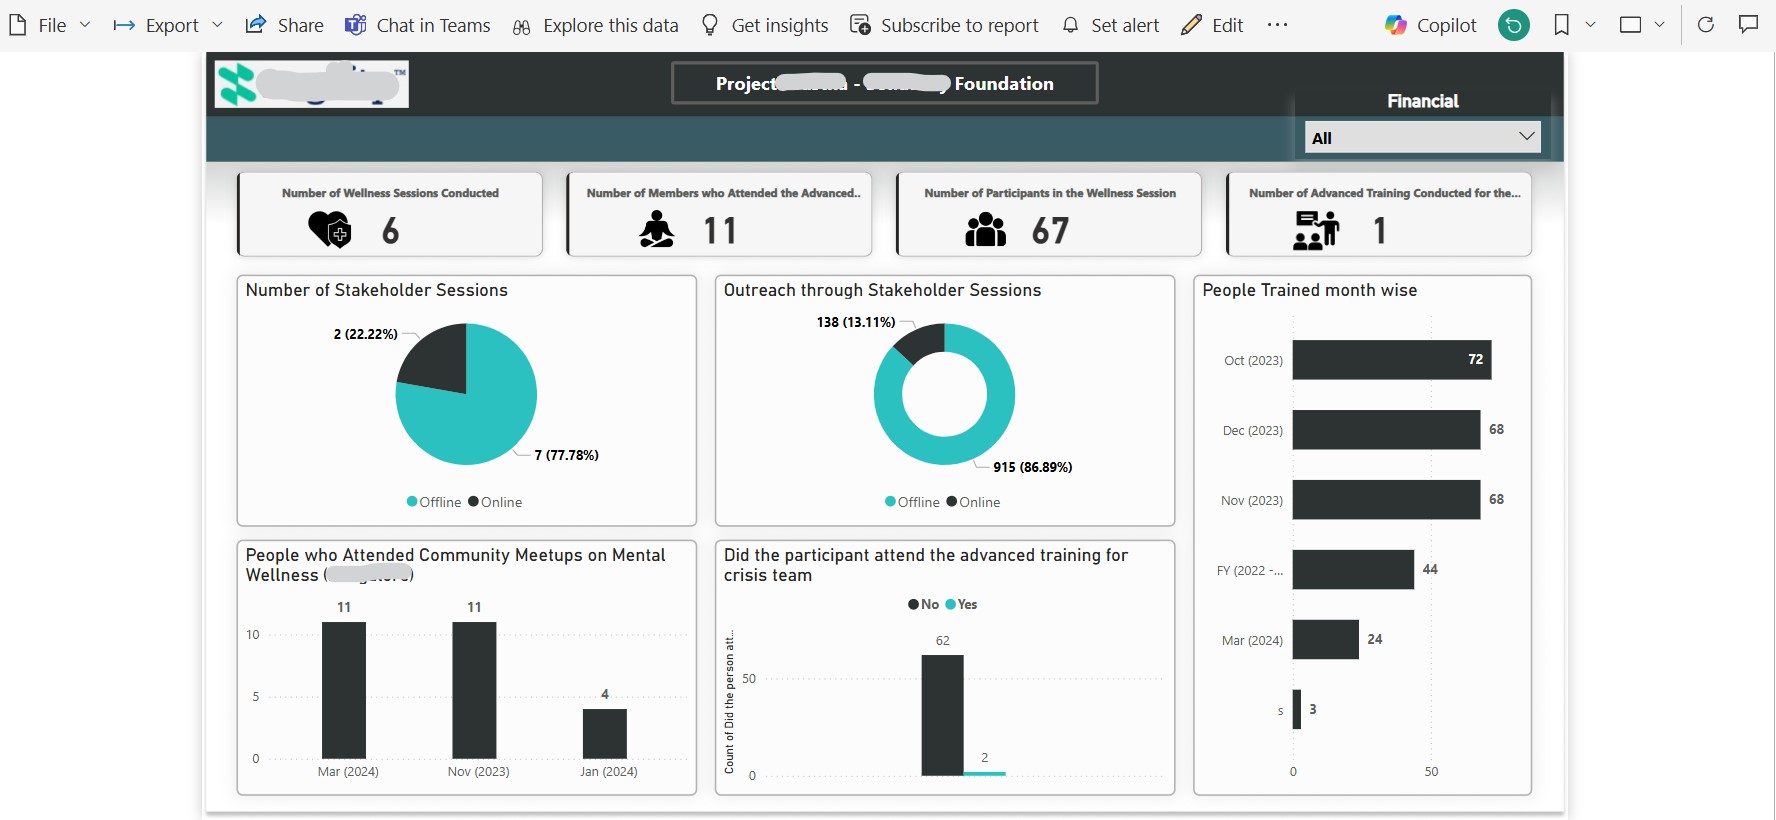 File Export Share Chat in Teams Explore this data Get insights Subscribe to report Set alert Edit ... Copilot
TM
Project - Foundation
Financial
All
Number of Wellness Sessions Conducted
6
Number of Members who Attended the Advanced..
11
Number of Participants in the Wellness Session
67
Number of Advanced Training Conducted for the...
1
Number of Stakeholder Sessions
2 (22.22%)
7 (77.78%)
Offline Online
Outreach through Stakeholder Sessions
138 (13.11%)
915 (86.89%)
Offline Online
People Trained month wise
Oct (2023) 72
Dec (2023) 68
Nov (2023) 68
FY (2022 -... 44
Mar (2024) 24
s 3
0 50
People who Attended Community Meetups on Mental
Wellness ( )
11 11 4
10
5
0
Mar (2024) Nov (2023) Jan (2024)
Did the participant attend the advanced training for
crisis team
No Yes
Count of Did the person att...
62
50
2
0